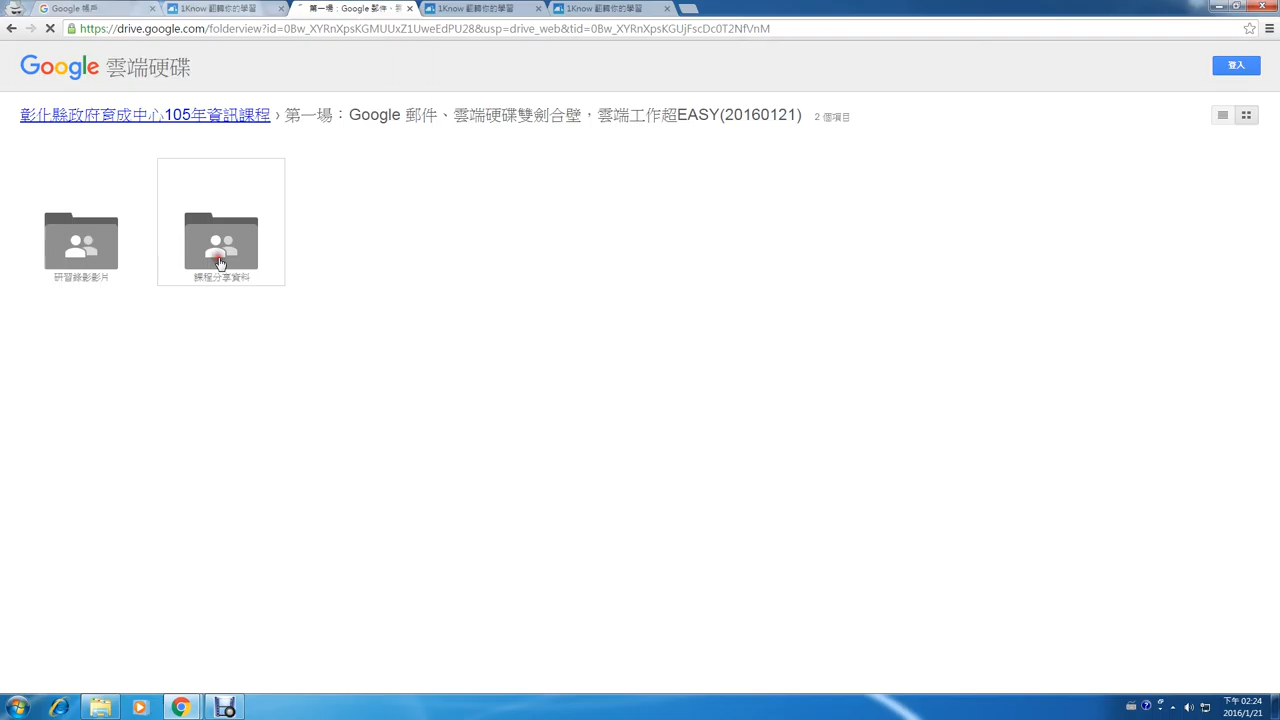 Google 帳戶
1Know 翻轉你的學習
第一場：Google 郵件、雲
1Know 翻轉你的學習
1Know 翻轉你的學習
https://drive.google.com/folderview?id=0Bw_XYRnXpsKGMUUxZ1UweEdPU28&usp=drive_web&tid=0Bw_XYRnXpsKGUjFscDc0T2NfVnM
Google 雲端硬碟
登入
彰化縣政府育成中心105年資訊課程 › 第一場：Google 郵件、雲端硬碟雙劍合壁，雲端工作超EASY(20160121) 2 個項目
研習錄影影片
課程分享資料
下午 02:24
2016/1/21